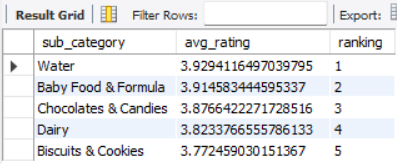 Result Grid Filter Rows: Export:
sub_category avg_rating ranking
Water 3.9294116497039795 1
Baby Food & Formula 3.914583444595337 2
Chocolates & Candies 3.8766422271728516 3
Dairy 3.8233766555786133 4
Biscuits & Cookies 3.772459030151367 5